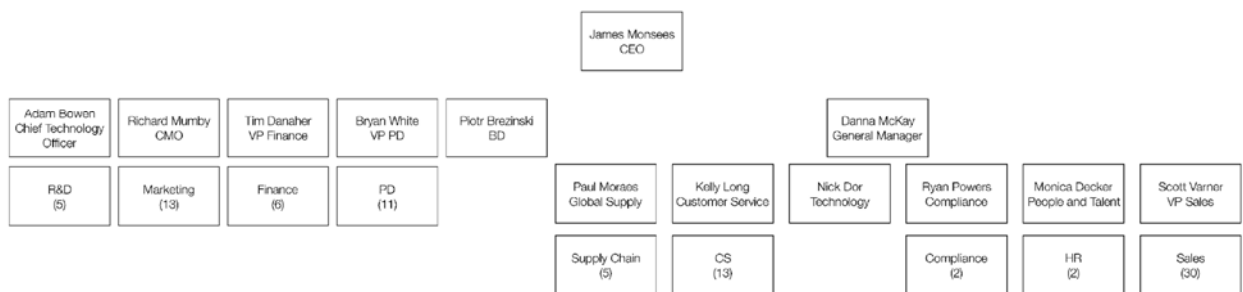 James Monsees
CEO
Adam Bowen
Chief Technology
Officer
Richard Mumby
CMO
Tim Danaher
VP Finance
Bryan White
VP PD
Piotr Brezinski
BD
Danna McKay
General Manager
R&D
(5)
Marketing
(13)
Finance
(6)
PD
(11)
Paul Moraes
Global Supply
Kelly Long
Customer Service
Nick Dor
Technology
Ryan Powers
Compliance
Monica Decker
People and Talent
Scott Varner
VP Sales
Supply Chain
(5)
CS
(13)
Compliance
(2)
HR
(2)
Sales
(30)